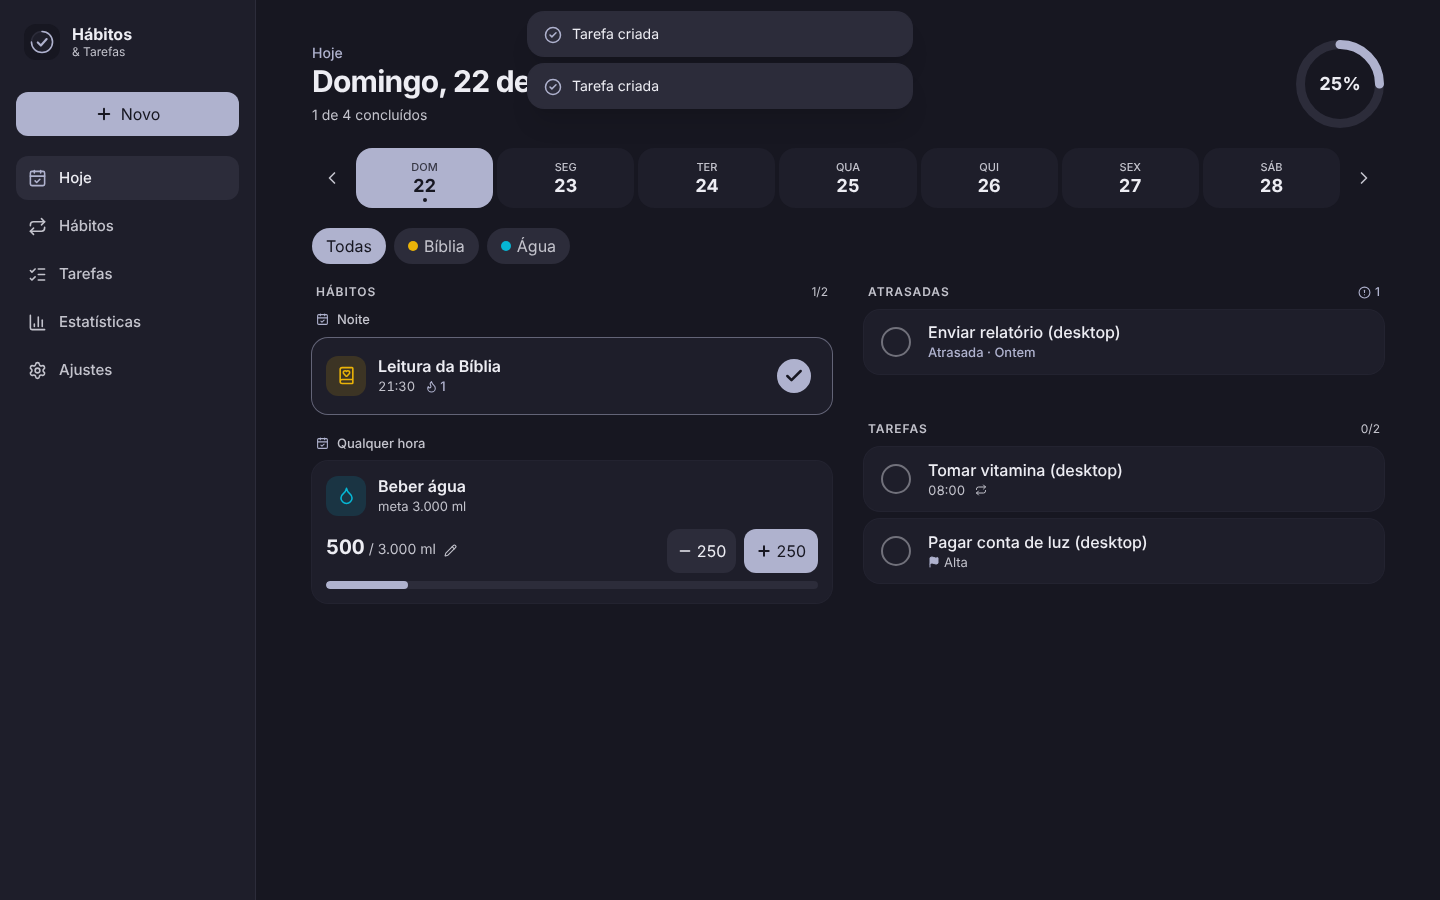 Hábitos
& Tarefas
Novo
Hoje
Hábitos
Tarefas
Estatísticas
Ajustes
Tarefa criada
Tarefa criada
Hoje
Domingo, 22 de
1 de 4 concluídos
25%
DOM
22
SEG
23
TER
24
QUA
25
QUI
26
SEX
27
SÁB
28
Todas
Bíblia
Água
HÁBITOS 1/2
Noite
Leitura da Bíblia
21:30 1
Qualquer hora
Beber água
meta 3.000 ml
500 / 3.000 ml
− 250
+ 250
ATRASADAS 1
Enviar relatório (desktop)
Atrasada · Ontem
TAREFAS 0/2
Tomar vitamina (desktop)
08:00
Pagar conta de luz (desktop)
Alta